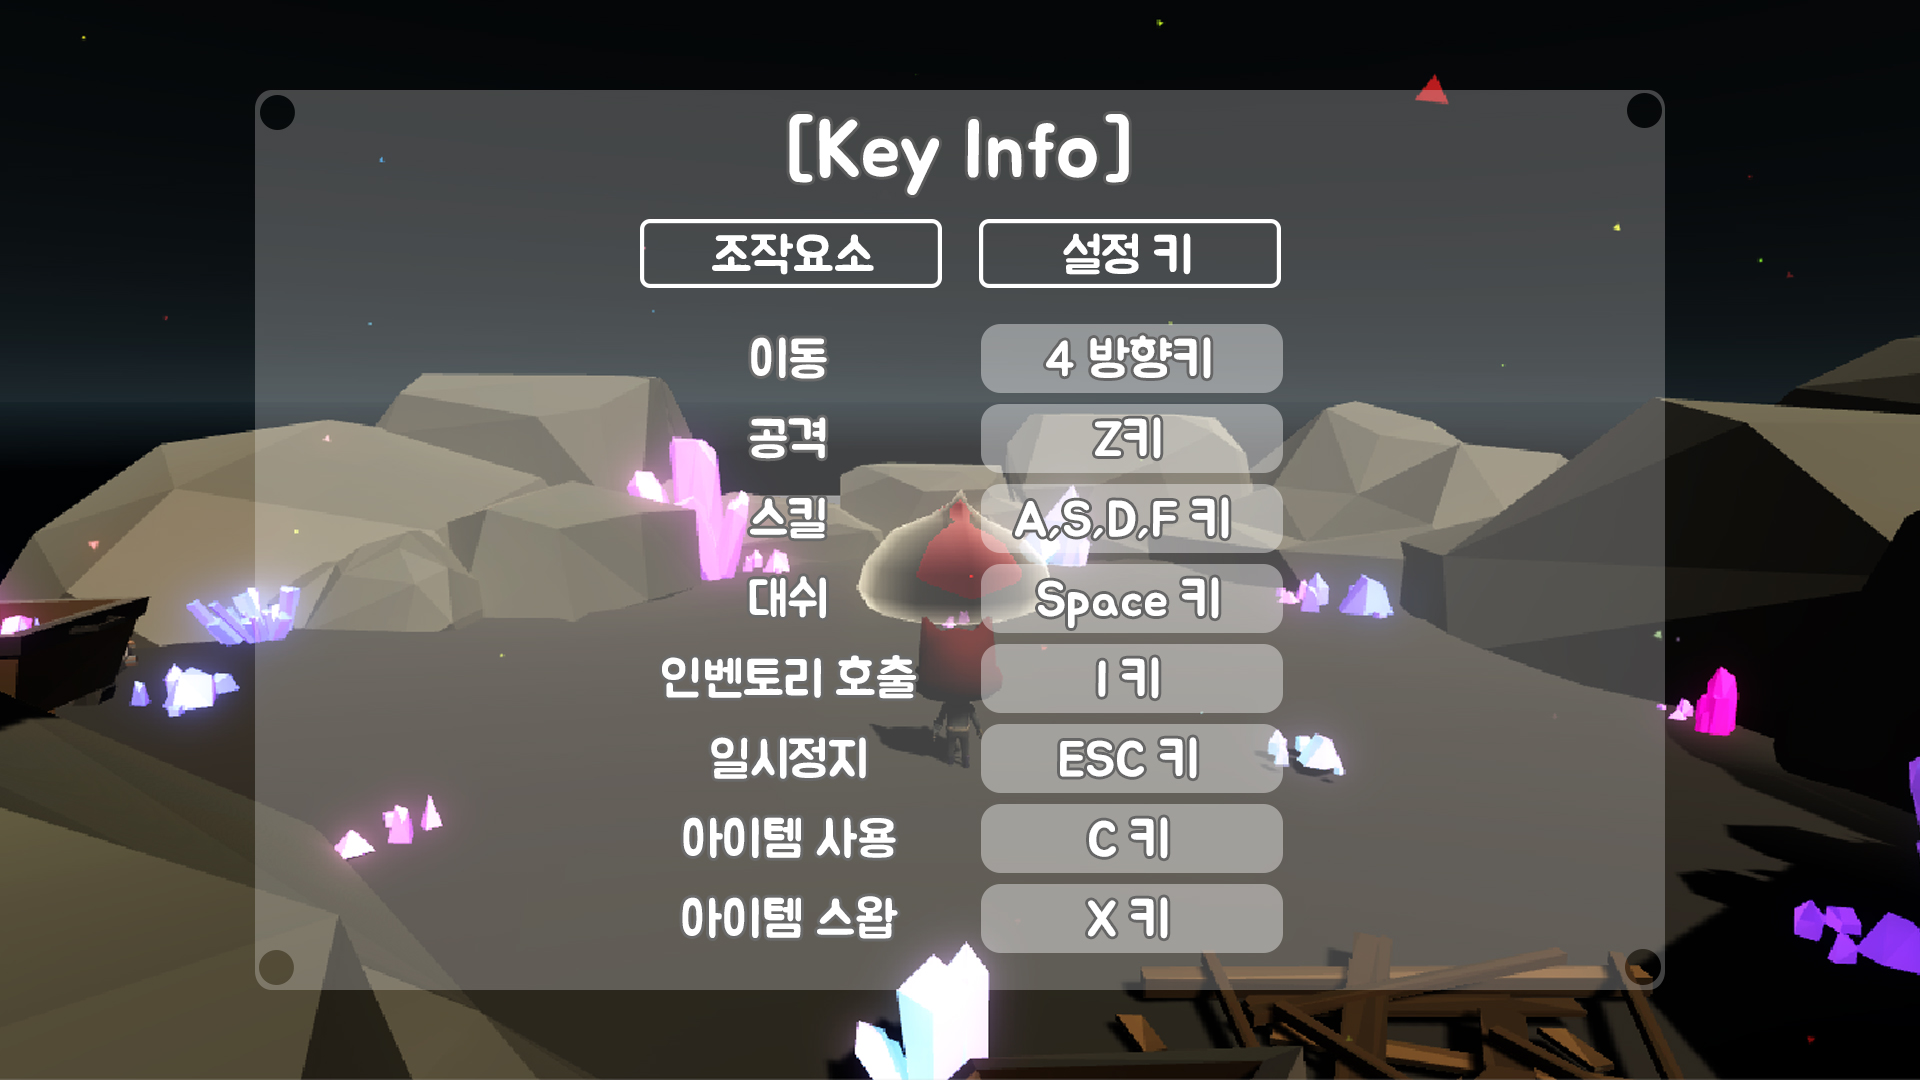 [Key Info]
조작요소 설정 키
이동 4 방향키
공격 Z키
스킬 A,S,D,F 키
대쉬 Space 키
인벤토리 호출 I 키
일시정지 ESC 키
아이템 사용 C 키
아이템 스왑 X 키